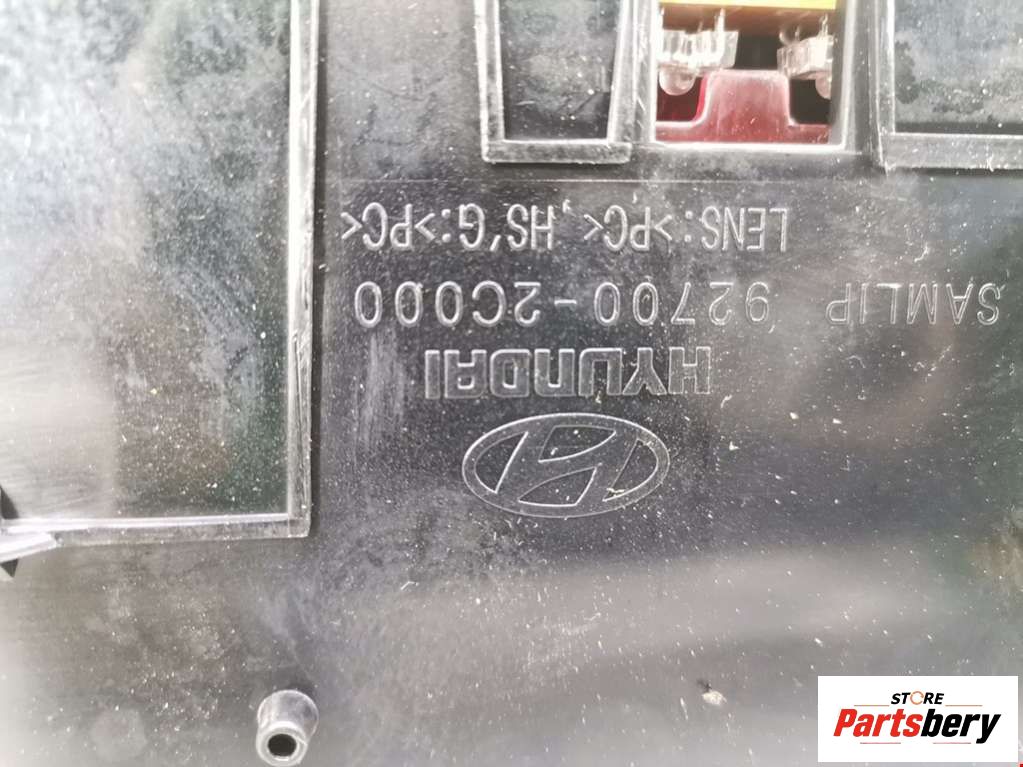 HYUNDAI
SAMLIP 92700-2C000
LENS:>PC<,HS'G:>PC<
STORE
Partsbery